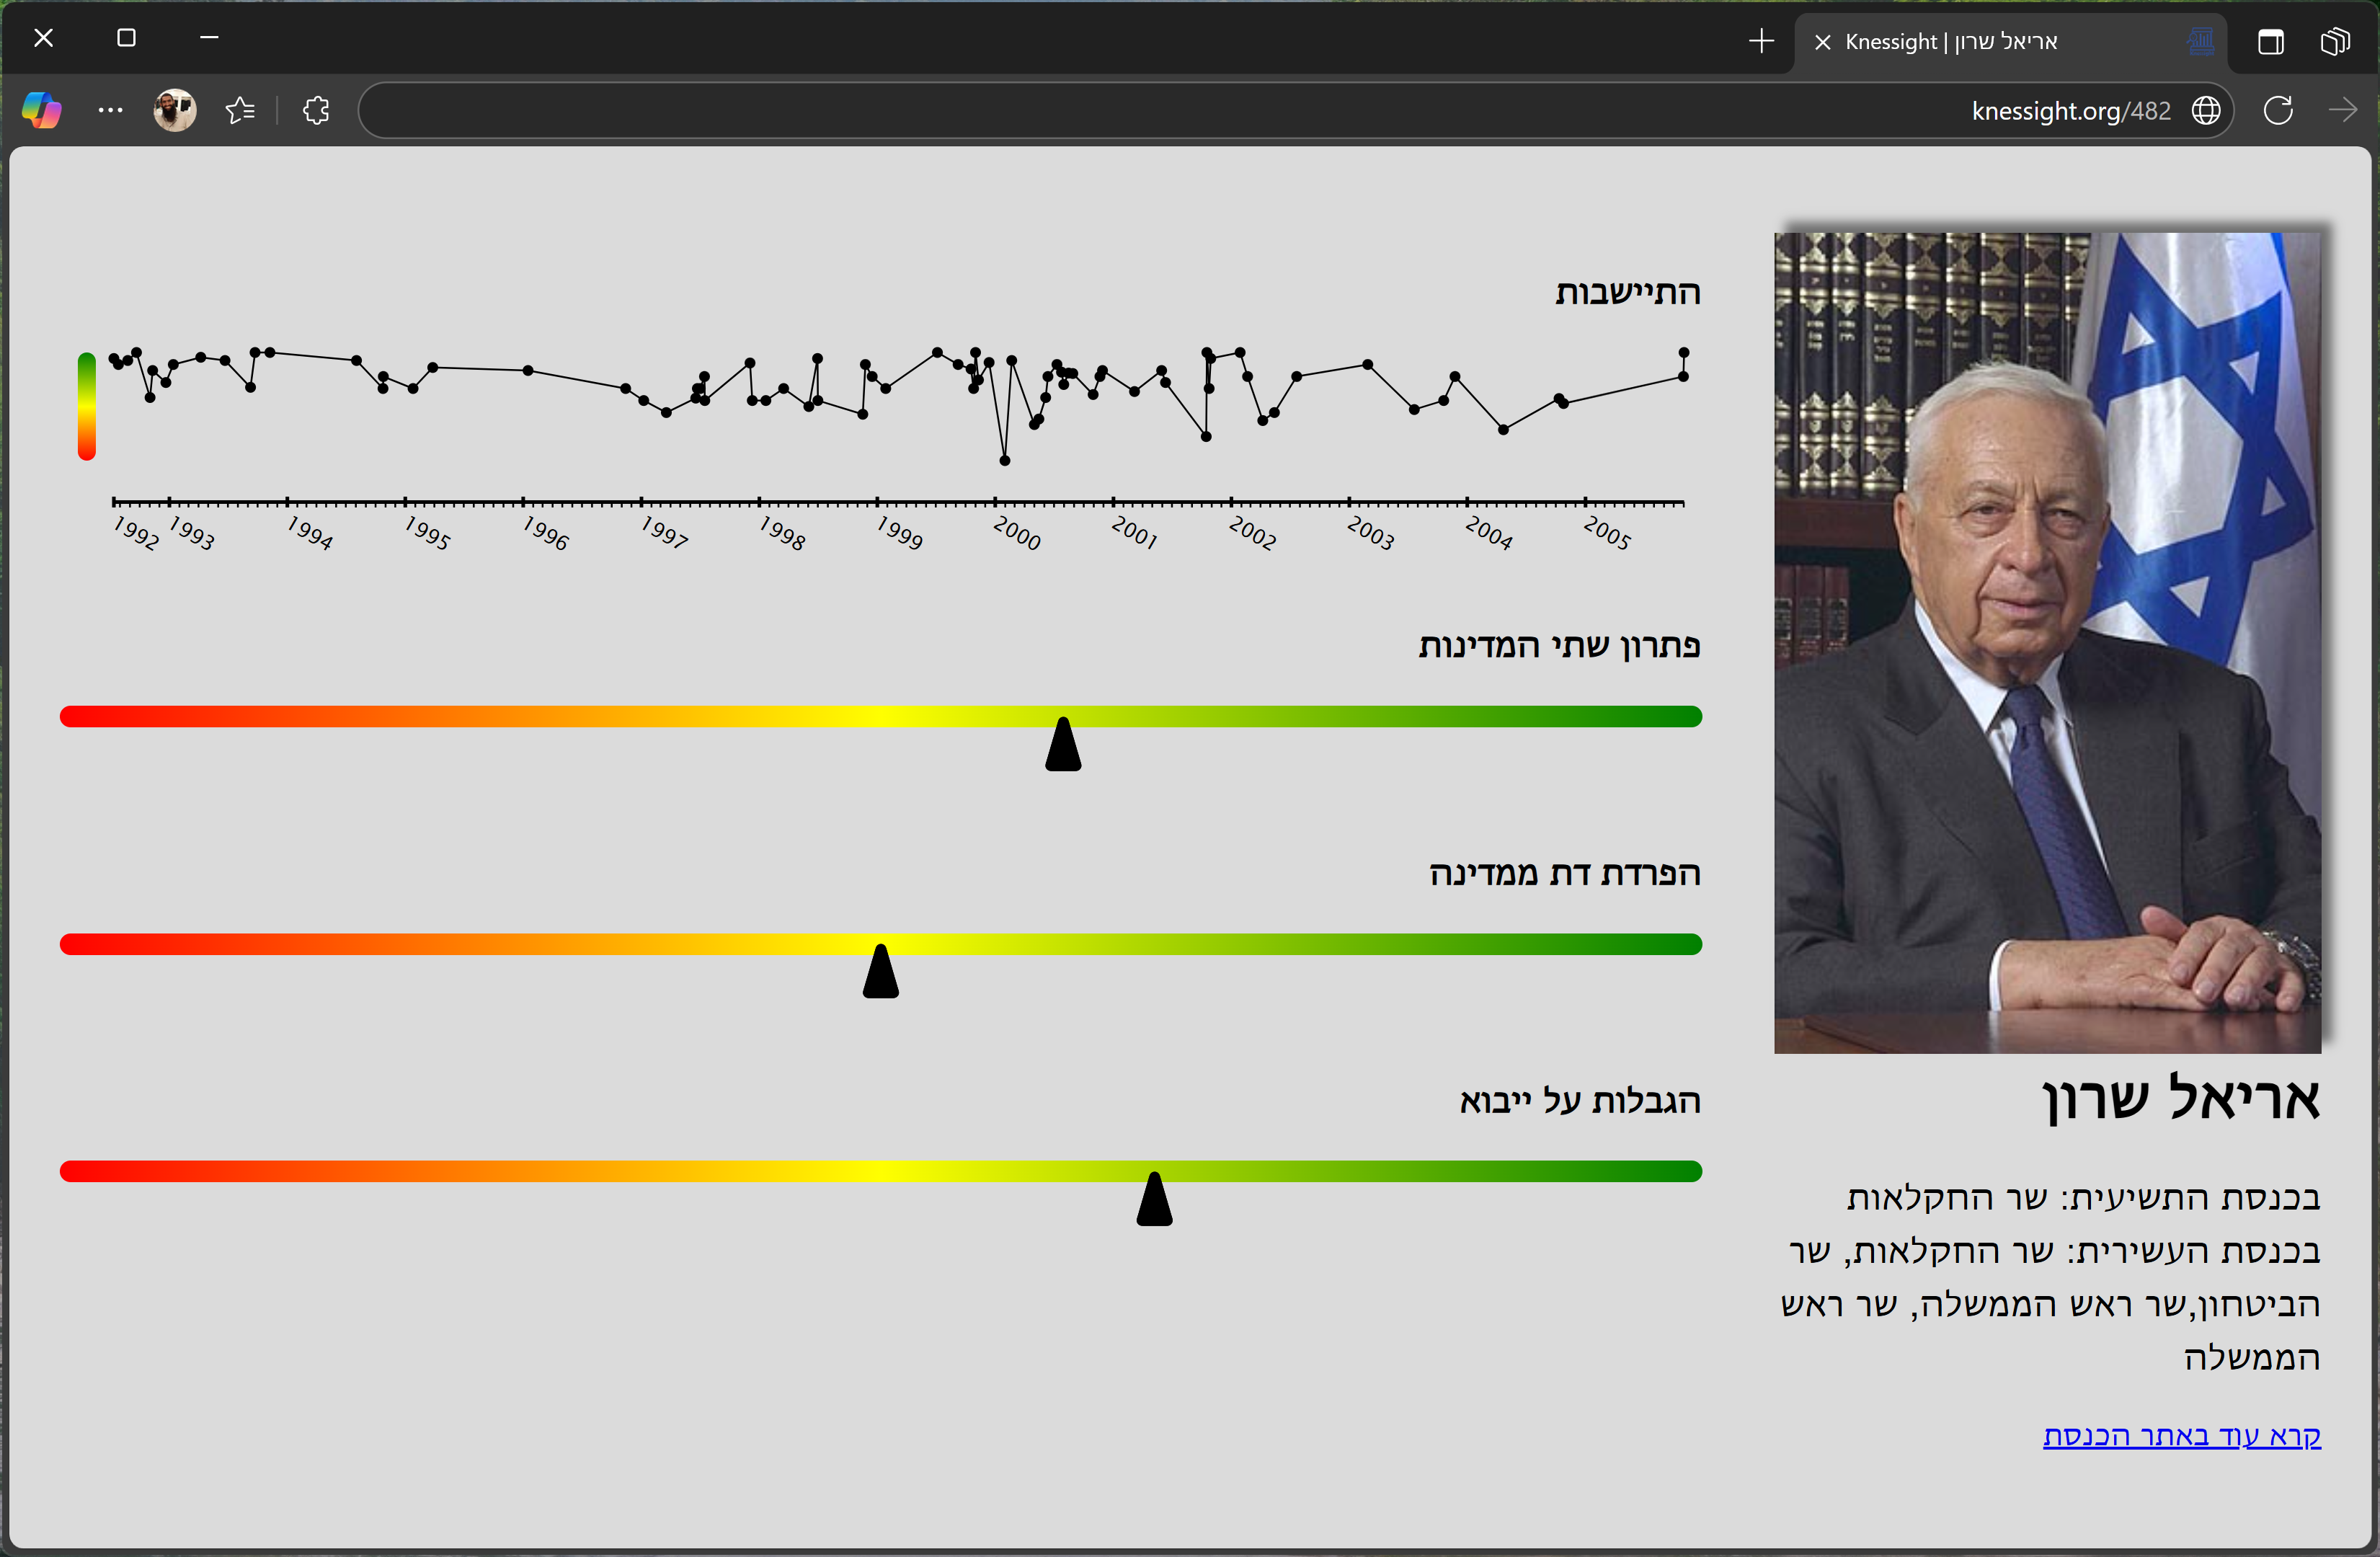 Knessight | אריאל שרון
knessight.org/482
התיישבות
1992 1993 1994 1995 1996 1997 1998 1999 2000 2001 2002 2003 2004 2005
פתרון שתי המדינות
הפרדת דת ממדינה
הגבלות על ייבוא
אריאל שרון
בכנסת התשיעית: שר החקלאות
בכנסת העשירית: שר החקלאות, שר
הביטחון,שר ראש הממשלה, שר ראש
הממשלה
קרא עוד באתר הכנסת